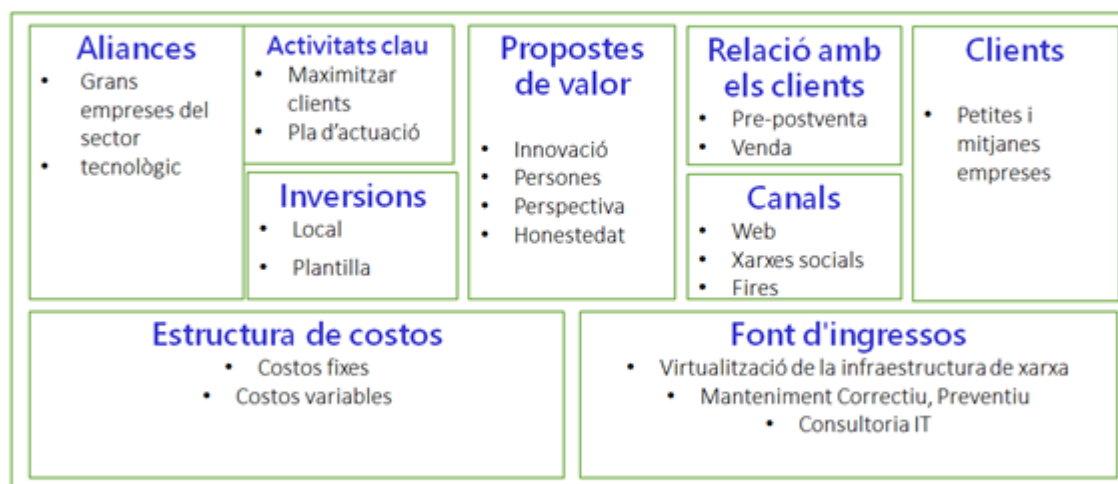 Aliances
• Grans
empreses del
sector
• tecnològic
Activitats clau
• Maximitzar
clients
• Pla d'actuació
Inversions
• Local
• Plantilla
Propostes
de valor
• Innovació
• Persones
• Perspectiva
• Honestedat
Relació amb
els clients
• Pre-postventa
• Venda
Canals
• Web
• Xarxes socials
• Fires
Clients
• Petites i
mitjanes
empreses
Estructura de costos
• Costos fixes
• Costos variables
Font d'ingressos
• Virtualització de la infraestructura de xarxa
• Manteniment Correctiu, Preventiu
• Consultoria IT